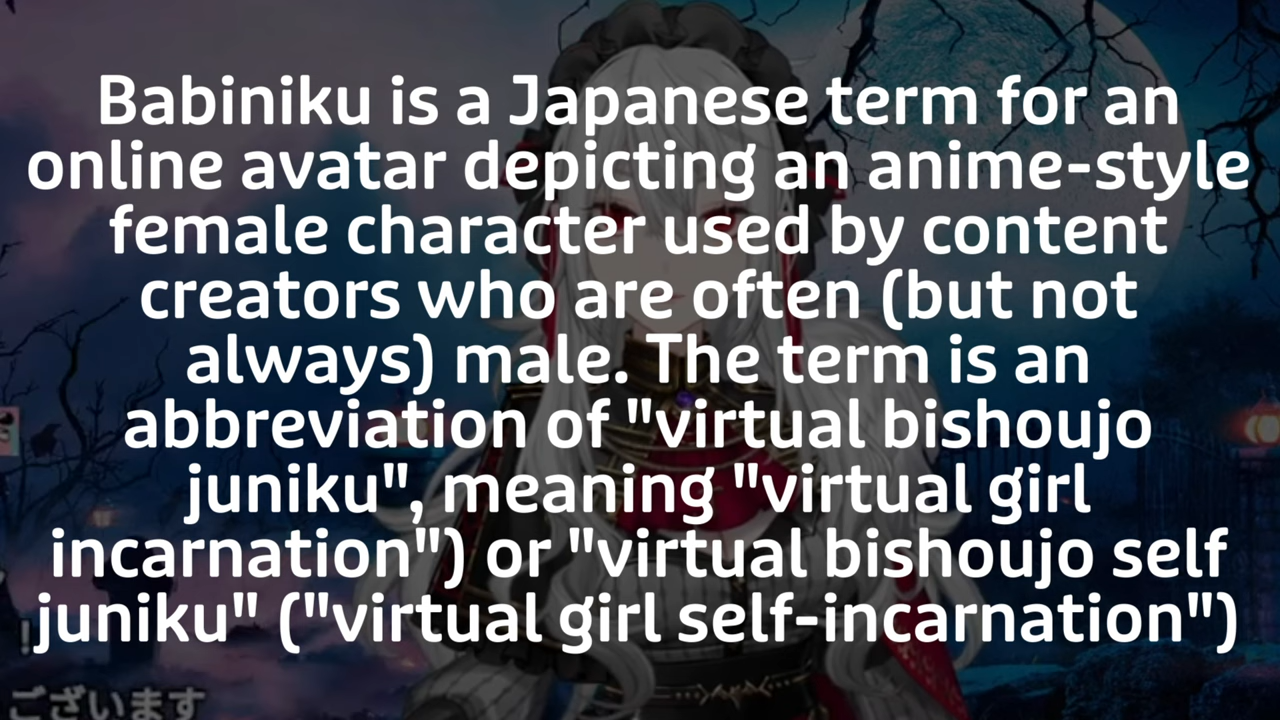 Babiniku is a Japanese term for an
online avatar depicting an anime-style
female character used by content
creators who are often (but not
always) male. The term is an
abbreviation of "virtual bishoujo
juniku", meaning "virtual girl
incarnation") or "virtual bishoujo self
juniku" ("virtual girl self-incarnation")
!
ございます